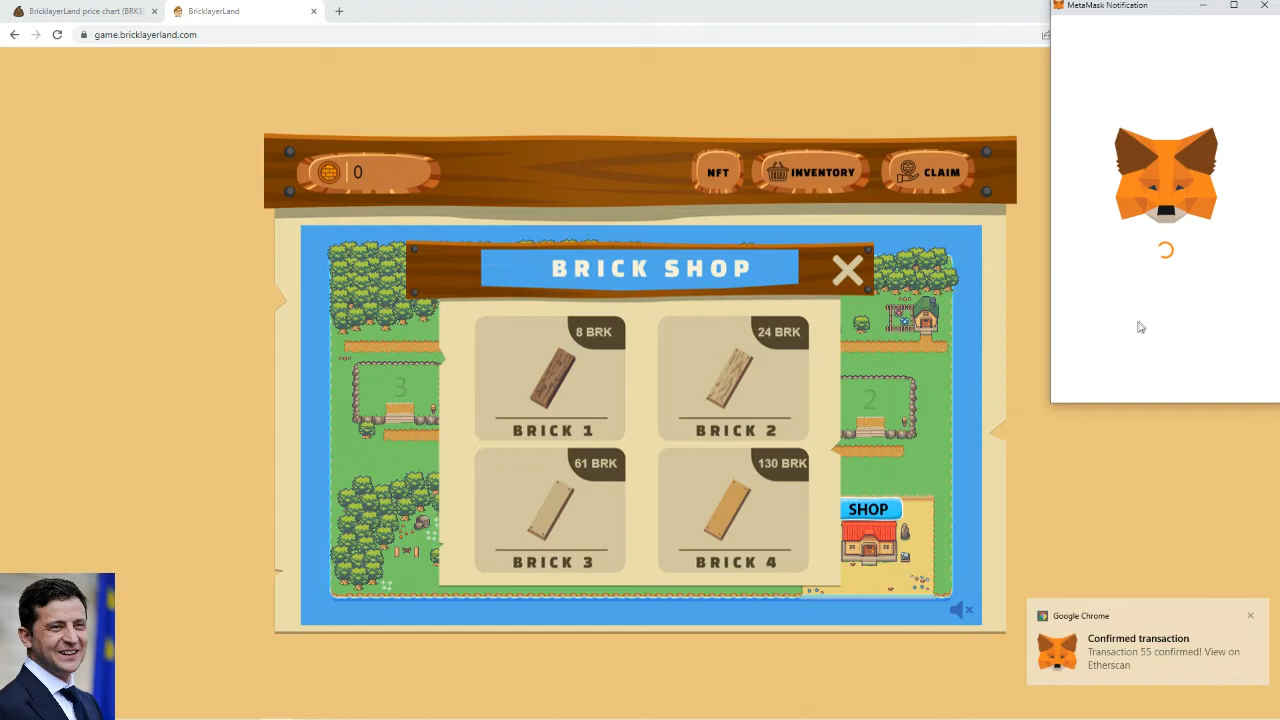 BricklayerLand price chart (BRKS)
BricklayerLand
MetaMask Notification
game.bricklayerland.com
0
NFT
INVENTORY
CLAIM
BRICK SHOP
8 BRK
24 BRK
BRICK 1
BRICK 2
3
2
61 BRK
130 BRK
BRICK 3
BRICK 4
SHOP
Google Chrome
Confirmed transaction
Transaction 55 confirmed! View on
Etherscan